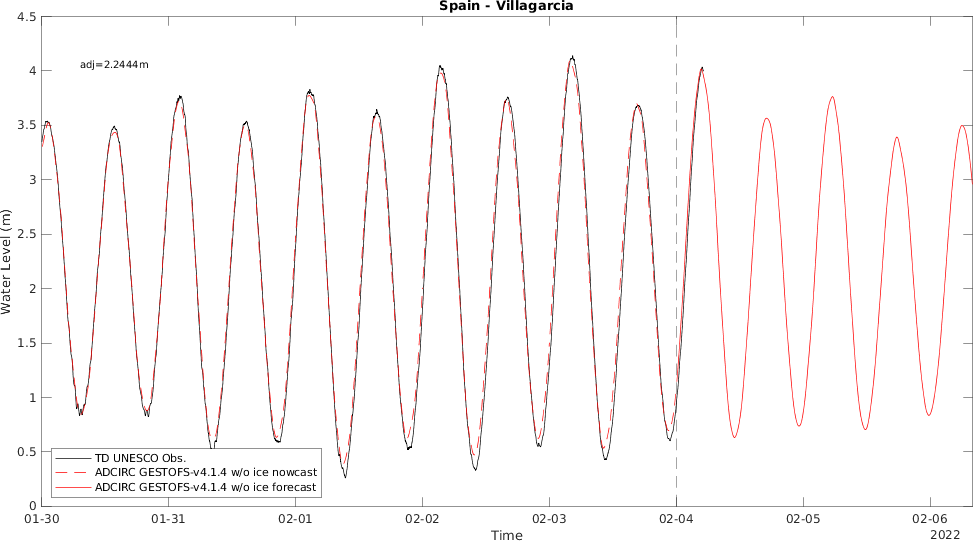 Spain - Villagarcia
adj=2.2444m
Water Level (m)
4.5
4
3.5
3
2.5
2
1.5
1
0.5
0
TD UNESCO Obs.
ADCIRC GESTOFS-v4.1.4 w/o ice nowcast
ADCIRC GESTOFS-v4.1.4 w/o ice forecast
01-30 01-31 02-01 02-02 02-03 02-04 02-05 02-06
Time
2022